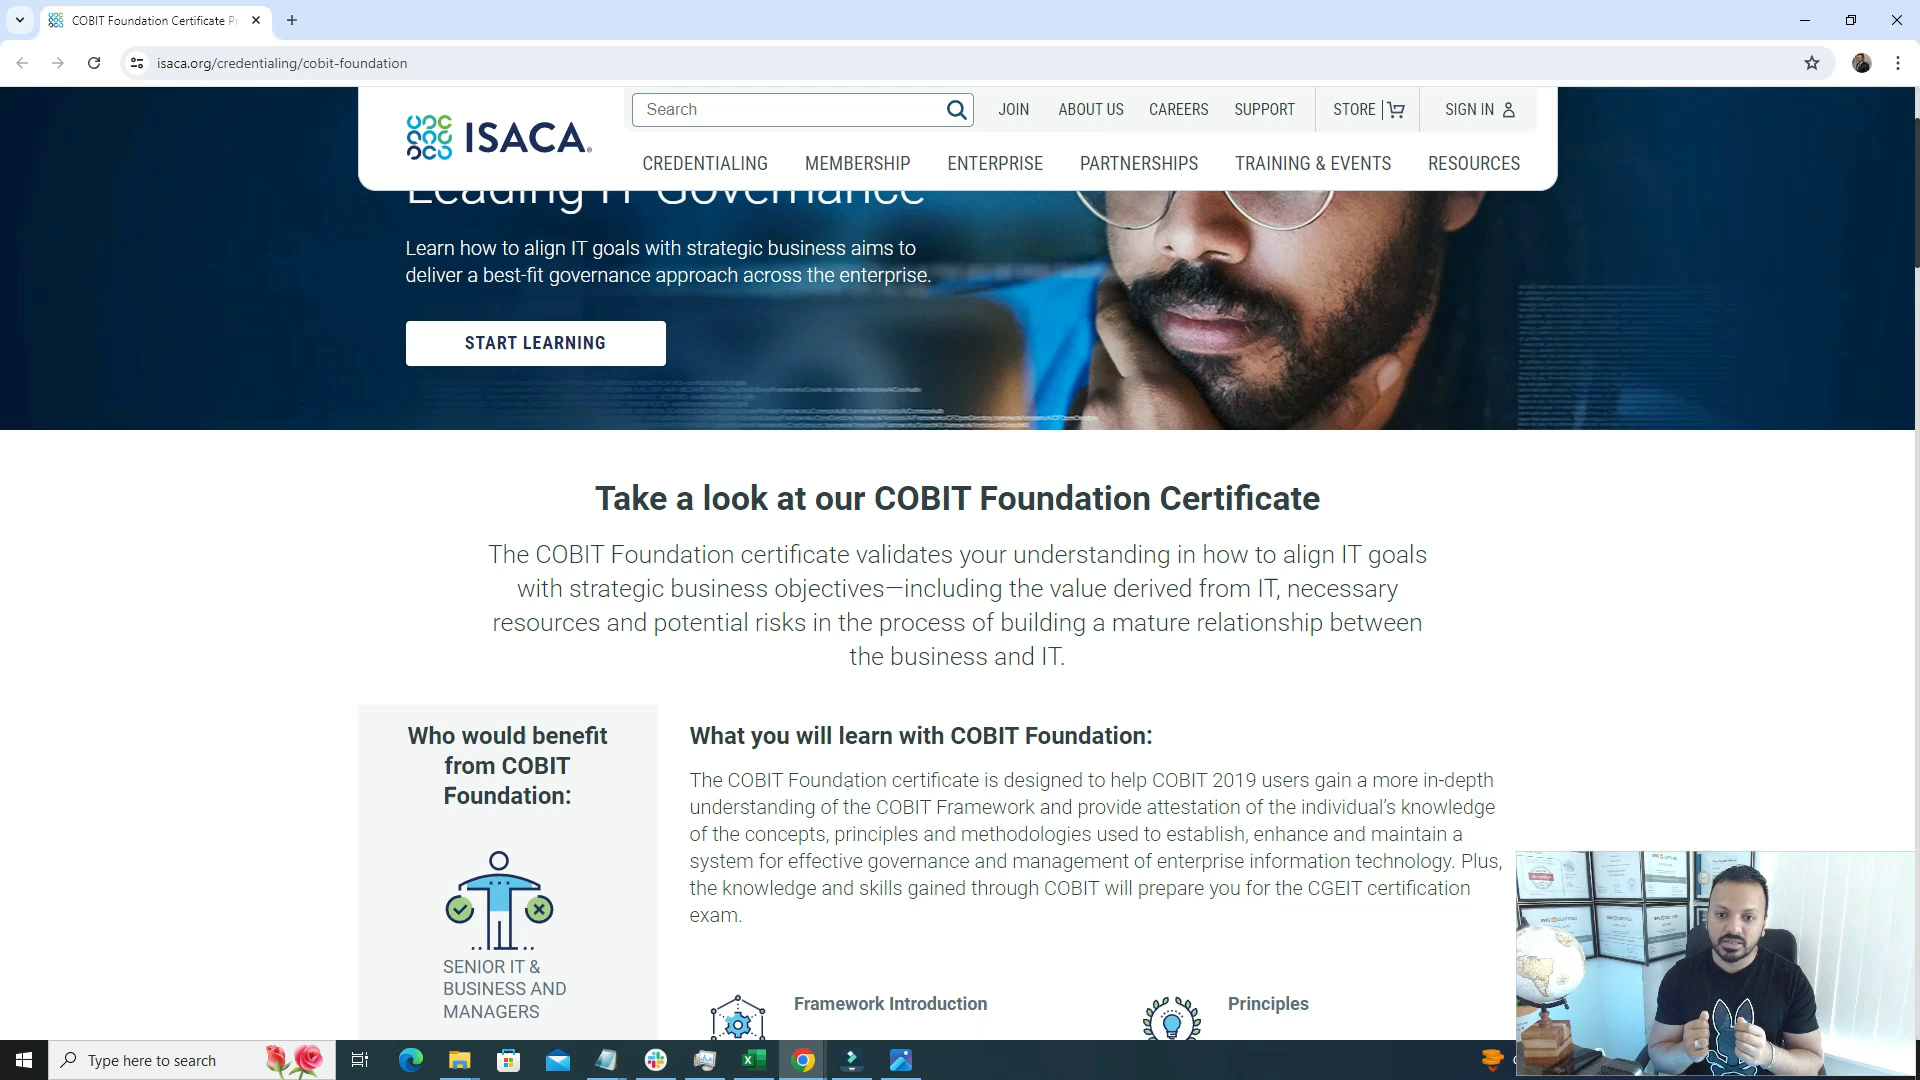 COBIT Foundation Certificate P
isaca.org/credentialing/cobit-foundation
ISACA®
Search
JOIN
ABOUT US
CAREERS
SUPPORT
STORE
SIGN IN
CREDENTIALING
MEMBERSHIP
ENTERPRISE
PARTNERSHIPS
TRAINING & EVENTS
RESOURCES
Leading IT Governance
Learn how to align IT goals with strategic business aims to
deliver a best-fit governance approach across the enterprise.
START LEARNING
Take a look at our COBIT Foundation Certificate
The COBIT Foundation certificate validates your understanding in how to align IT goals
with strategic business objectives—including the value derived from IT, necessary
resources and potential risks in the process of building a mature relationship between
the business and IT.
Who would benefit
from COBIT
Foundation:
SENIOR IT &
BUSINESS AND
MANAGERS
What you will learn with COBIT Foundation:
The COBIT Foundation certificate is designed to help COBIT 2019 users gain a more in-depth
understanding of the COBIT Framework and provide attestation of the individual’s knowledge
of the concepts, principles and methodologies used to establish, enhance and maintain a
system for effective governance and management of enterprise information technology. Plus,
the knowledge and skills gained through COBIT will prepare you for the CGEIT certification
exam.
Framework Introduction
Principles
Type here to search